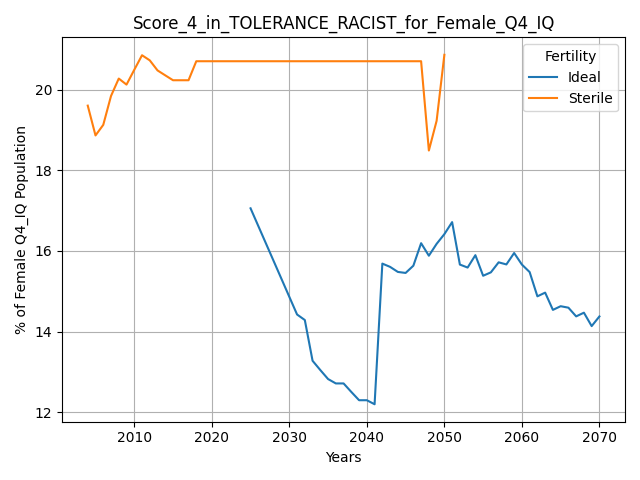 Score_4_in_TOLERANCE_RACIST_for_Female_Q4_IQ
Fertility
Ideal
Sterile
% of Female Q4_IQ Population
20
18
16
14
12
2010 2020 2030 2040 2050 2060 2070
Years